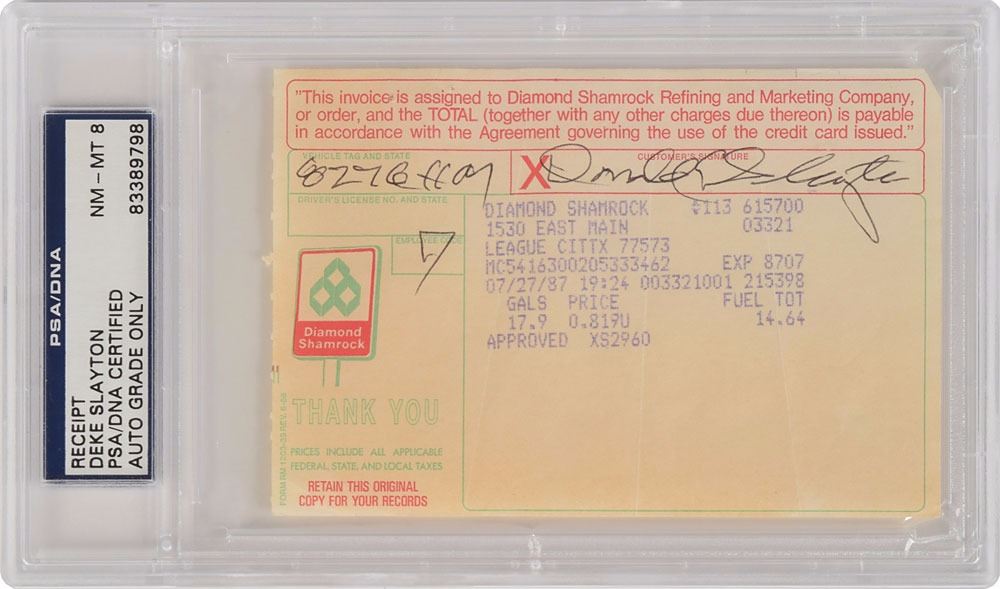 PSA/DNA
RECEIPT NM-MT 8
DEKE SLAYTON
PSA/DNA CERTIFIED
AUTO GRADE ONLY 83389798
"This invoice is assigned to Diamond Shamrock Refining and Marketing Company,
or order, and the TOTAL (together with any other charges due thereon) is payable
in accordance with the Agreement governing the use of the credit card issued."
VEHICLE TAG AND STATE
X CUSTOMER'S SIGNATURE
Donald Slayton
DRIVER'S LICENSE NO. AND STATE
EMPLOYEE CODE
DIAMOND SHAMROCK #113 615700
1530 EAST MAIN 03321
LEAGUE CITTX 77573
MC5416300205333462 EXP 8707
07/27/87 19:24 003321001 215398
GALS PRICE FUEL TOT
17.9 0.819U 14.64
APPROVED XS2960
Diamond
Shamrock
THANK YOU
PRICES INCLUDE ALL APPLICABLE
FEDERAL, STATE, AND LOCAL TAXES
RETAIN THIS ORIGINAL
COPY FOR YOUR RECORDS